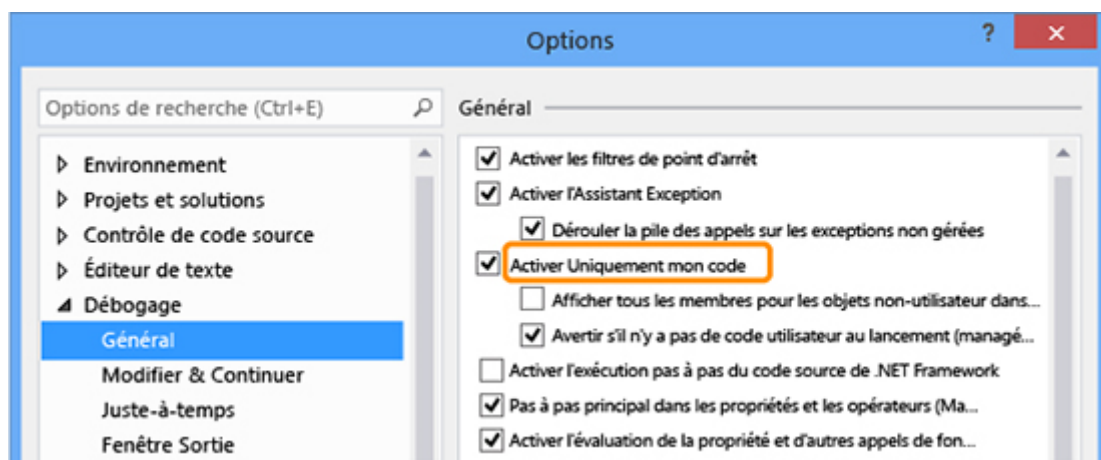 Options
?
Options de recherche (Ctrl+E)
Environnement
Projets et solutions
Contrôle de code source
Éditeur de texte
Débogage
Général
Modifier & Continuer
Juste-à-temps
Fenêtre Sortie
Général
Activer les filtres de point d'arrêt
Activer l'Assistant Exception
Dérouler la pile des appels sur les exceptions non gérées
Activer Uniquement mon code
Afficher tous les membres pour les objets non-utilisateur dans...
Avertir s'il n'y a pas de code utilisateur au lancement (managé...
Activer l'exécution pas à pas du code source de .NET Framework
Pas à pas principal dans les propriétés et les opérateurs (Ma...
Activer l'évaluation de la propriété et d'autres appels de fon...